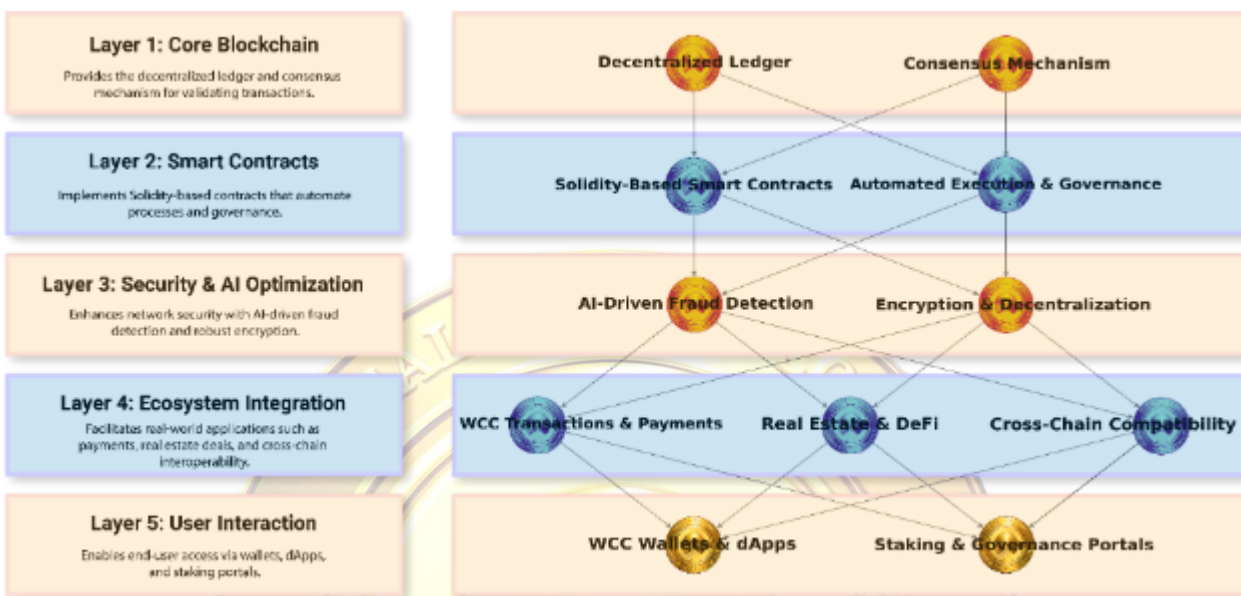 Layer 1: Core Blockchain
Provides the decentralized ledger and consensus
mechanism for validating transactions.
Decentralized Ledger
Consensus Mechanism
Layer 2: Smart Contracts
Implements Solidity-based contracts that automate
processes and governance.
Solidity-Based Smart Contracts
Automated Execution & Governance
Layer 3: Security & AI Optimization
Enhances network security with AI-driven fraud
detection and robust encryption.
AI-Driven Fraud Detection
Encryption & Decentralization
Layer 4: Ecosystem Integration
Facilitates real-world applications such as
payments, real estate deals, and cross-chain
interoperability.
WCC Transactions & Payments
Real Estate & DeFi
Cross-Chain Compatibility
Layer 5: User Interaction
Enables end-user access via wallets, dApps,
and staking portals.
WCC Wallets & dApps
Staking & Governance Portals